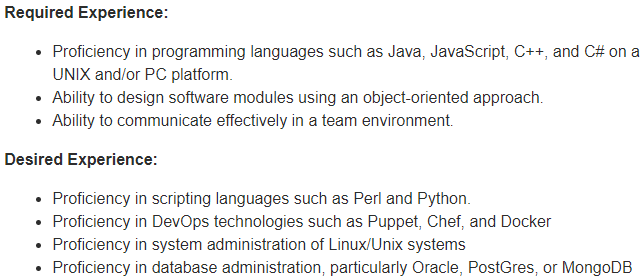 Required Experience:
• Proficiency in programming languages such as Java, JavaScript, C++, and C# on a
UNIX and/or PC platform.
• Ability to design software modules using an object-oriented approach.
• Ability to communicate effectively in a team environment.
Desired Experience:
• Proficiency in scripting languages such as Perl and Python.
• Proficiency in DevOps technologies such as Puppet, Chef, and Docker
• Proficiency in system administration of Linux/Unix systems
• Proficiency in database administration, particularly Oracle, PostGres, or MongoDB